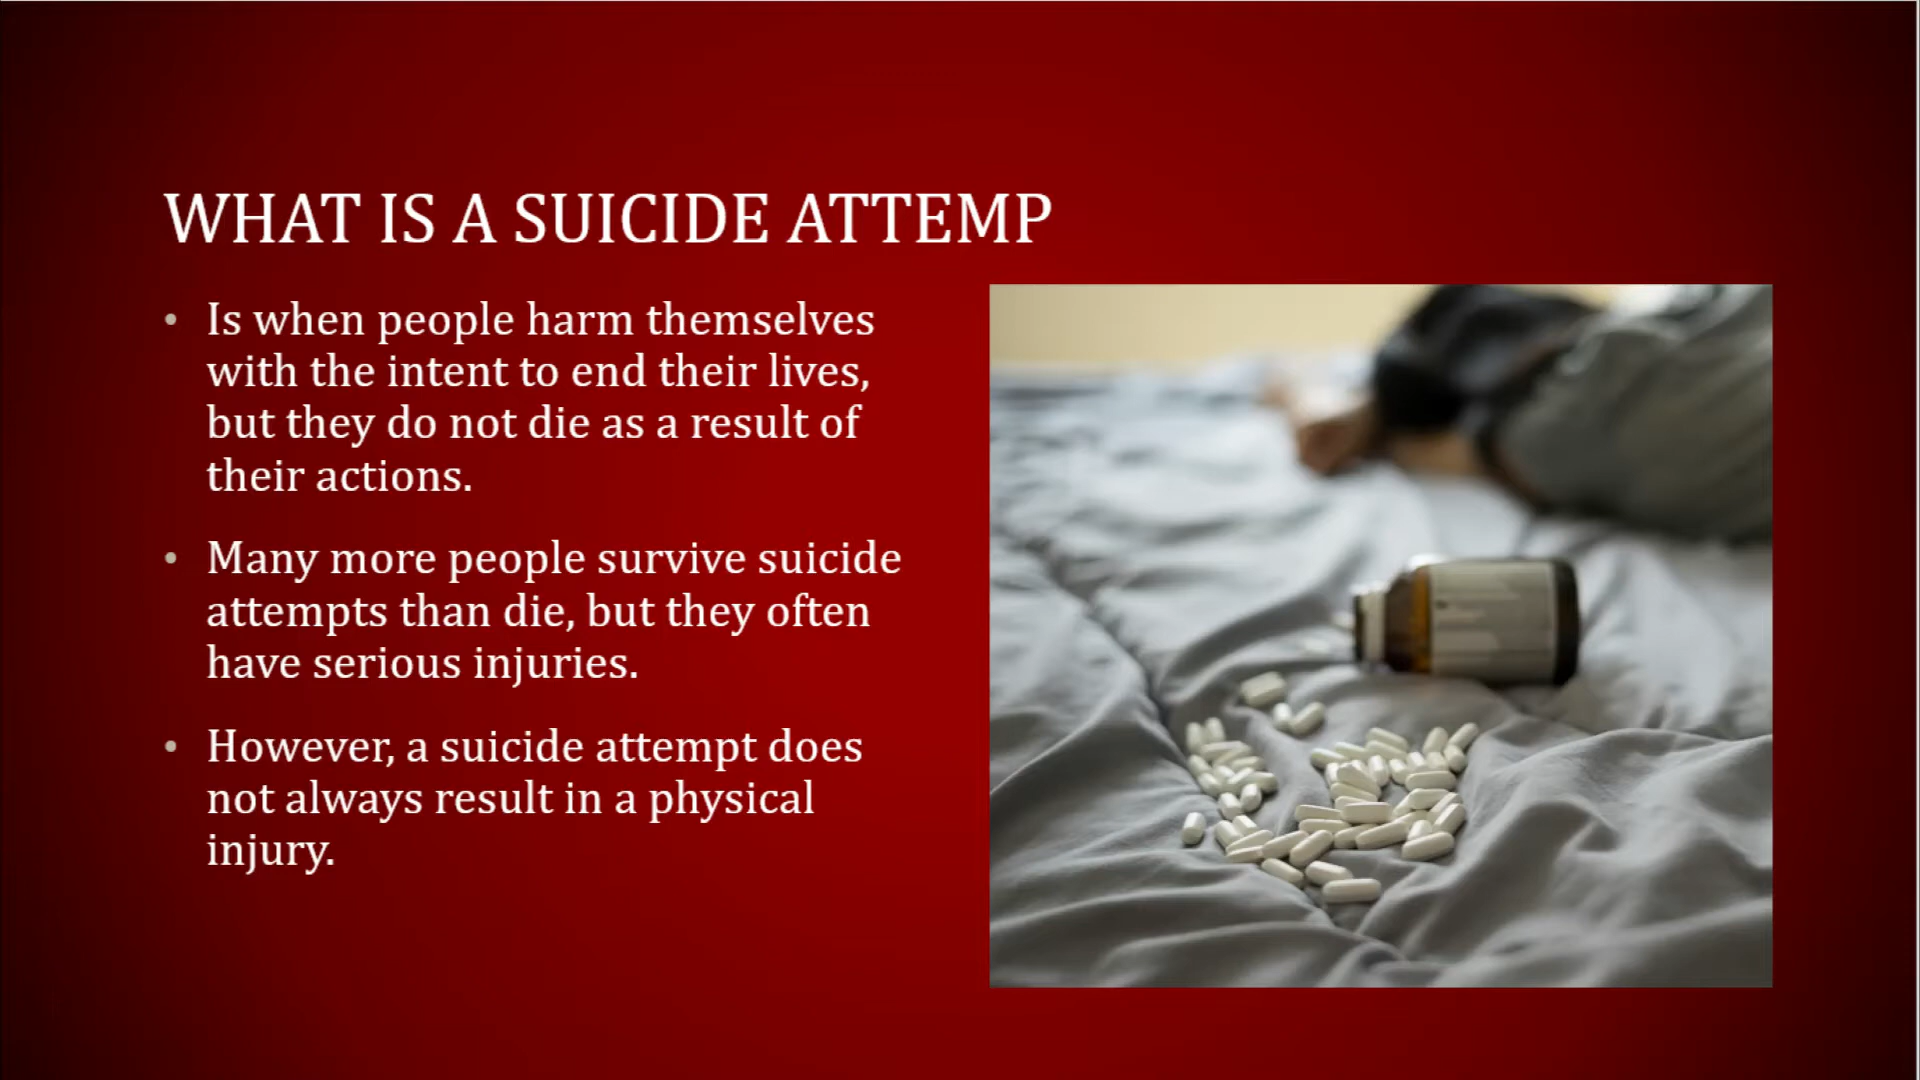 WHAT IS A SUICIDE ATTEMP
• Is when people harm themselves
with the intent to end their lives,
but they do not die as a result of
their actions.
• Many more people survive suicide
attempts than die, but they often
have serious injuries.
• However, a suicide attempt does
not always result in a physical
injury.